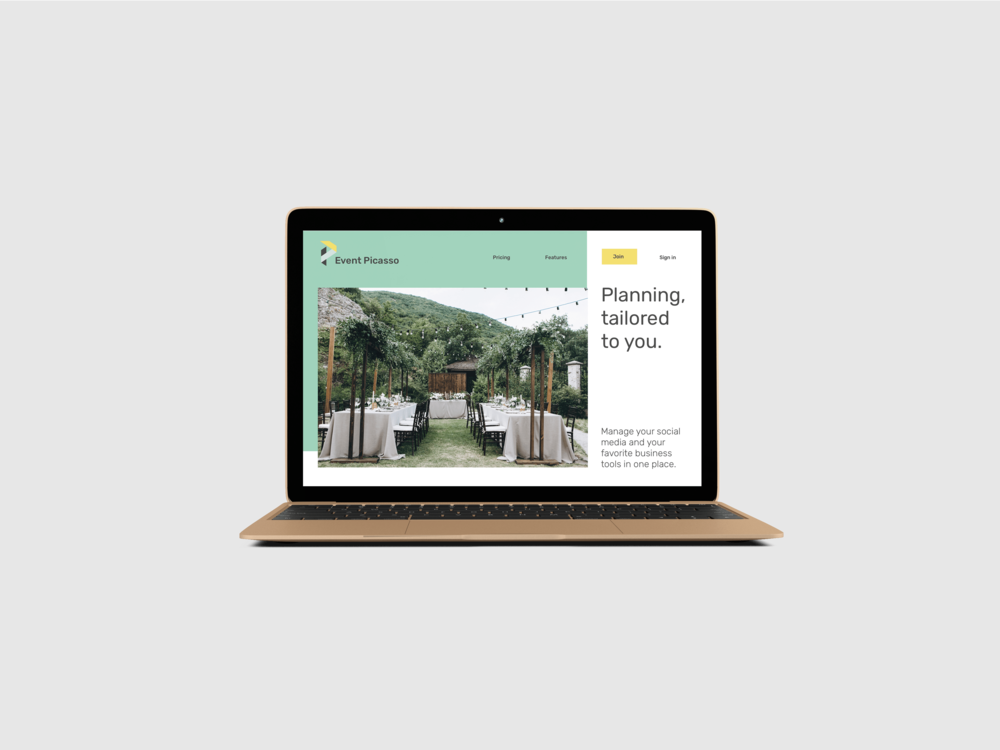 Event Picasso
Pricing
Features
Join
Sign in
Planning,
tailored
to you.
Manage your social
media and your
favorite business
tools in one place.